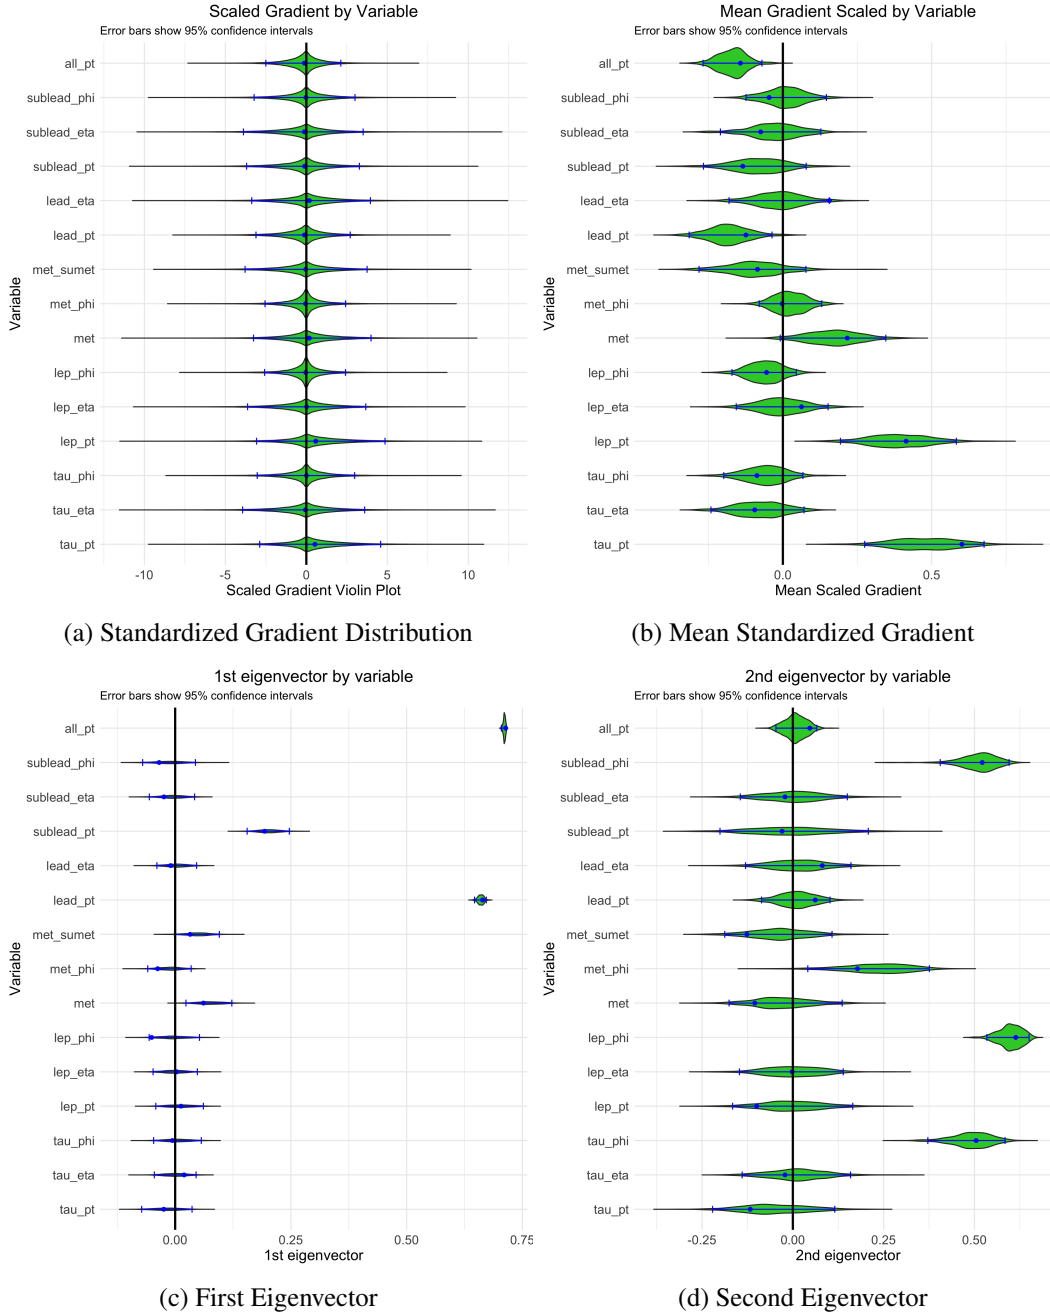 Scaled Gradient by Variable
Error bars show 95% confidence intervals
Variable
all_pt
sublead_phi
sublead_eta
sublead_pt
lead_eta
lead_pt
met_sumet
met_phi
met
lep_phi
lep_eta
lep_pt
tau_phi
tau_eta
tau_pt
-10 -5 0 5 10
Scaled Gradient Violin Plot
(a) Standardized Gradient Distribution
Mean Gradient Scaled by Variable
Error bars show 95% confidence intervals
Variable
all_pt
sublead_phi
sublead_eta
sublead_pt
lead_eta
lead_pt
met_sumet
met_phi
met
lep_phi
lep_eta
lep_pt
tau_phi
tau_eta
tau_pt
0.0 0.5
Mean Scaled Gradient
(b) Mean Standardized Gradient
1st eigenvector by variable
Error bars show 95% confidence intervals
Variable
all_pt
sublead_phi
sublead_eta
sublead_pt
lead_eta
lead_pt
met_sumet
met_phi
met
lep_phi
lep_eta
lep_pt
tau_phi
tau_eta
tau_pt
0.00 0.25 0.50 0.75
1st eigenvector
(c) First Eigenvector
2nd eigenvector by variable
Error bars show 95% confidence intervals
Variable
all_pt
sublead_phi
sublead_eta
sublead_pt
lead_eta
lead_pt
met_sumet
met_phi
met
lep_phi
lep_eta
lep_pt
tau_phi
tau_eta
tau_pt
-0.25 0.00 0.25 0.50
2nd eigenvector
(d) Second Eigenvector